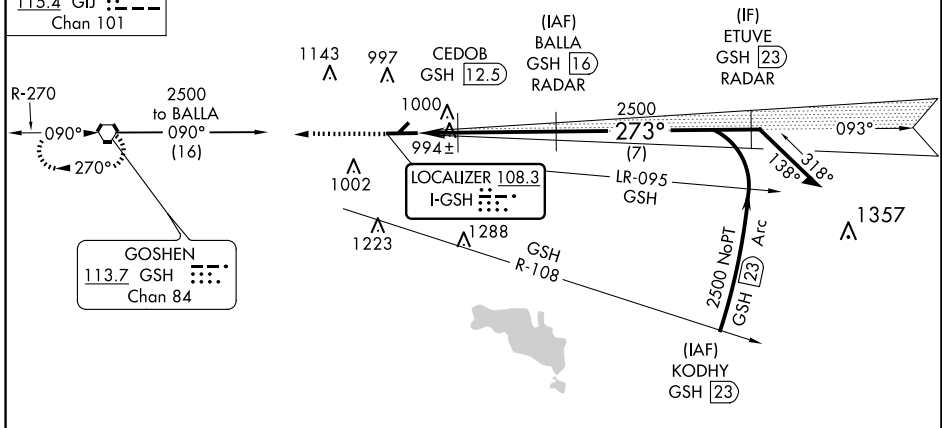 115.4 GIJ
Chan 101
R-270
090°
270°
2500
to BALLA
090°
(16)
GOSHEN
113.7 GSH
Chan 84
1143
997
1000
994±
1002
1223
1288
1357
CEDOB
GSH 12.5
(IAF)
BALLA
GSH 16
RADAR
(IF)
ETUVE
GSH 23
RADAR
2500
273°
(7)
093°
138°
318°
LOCALIZER 108.3
I-GSH
LR-095
GSH
GSH
R-108
2500 NoPT
GSH 23 Arc
(IAF)
KODHY
GSH 23